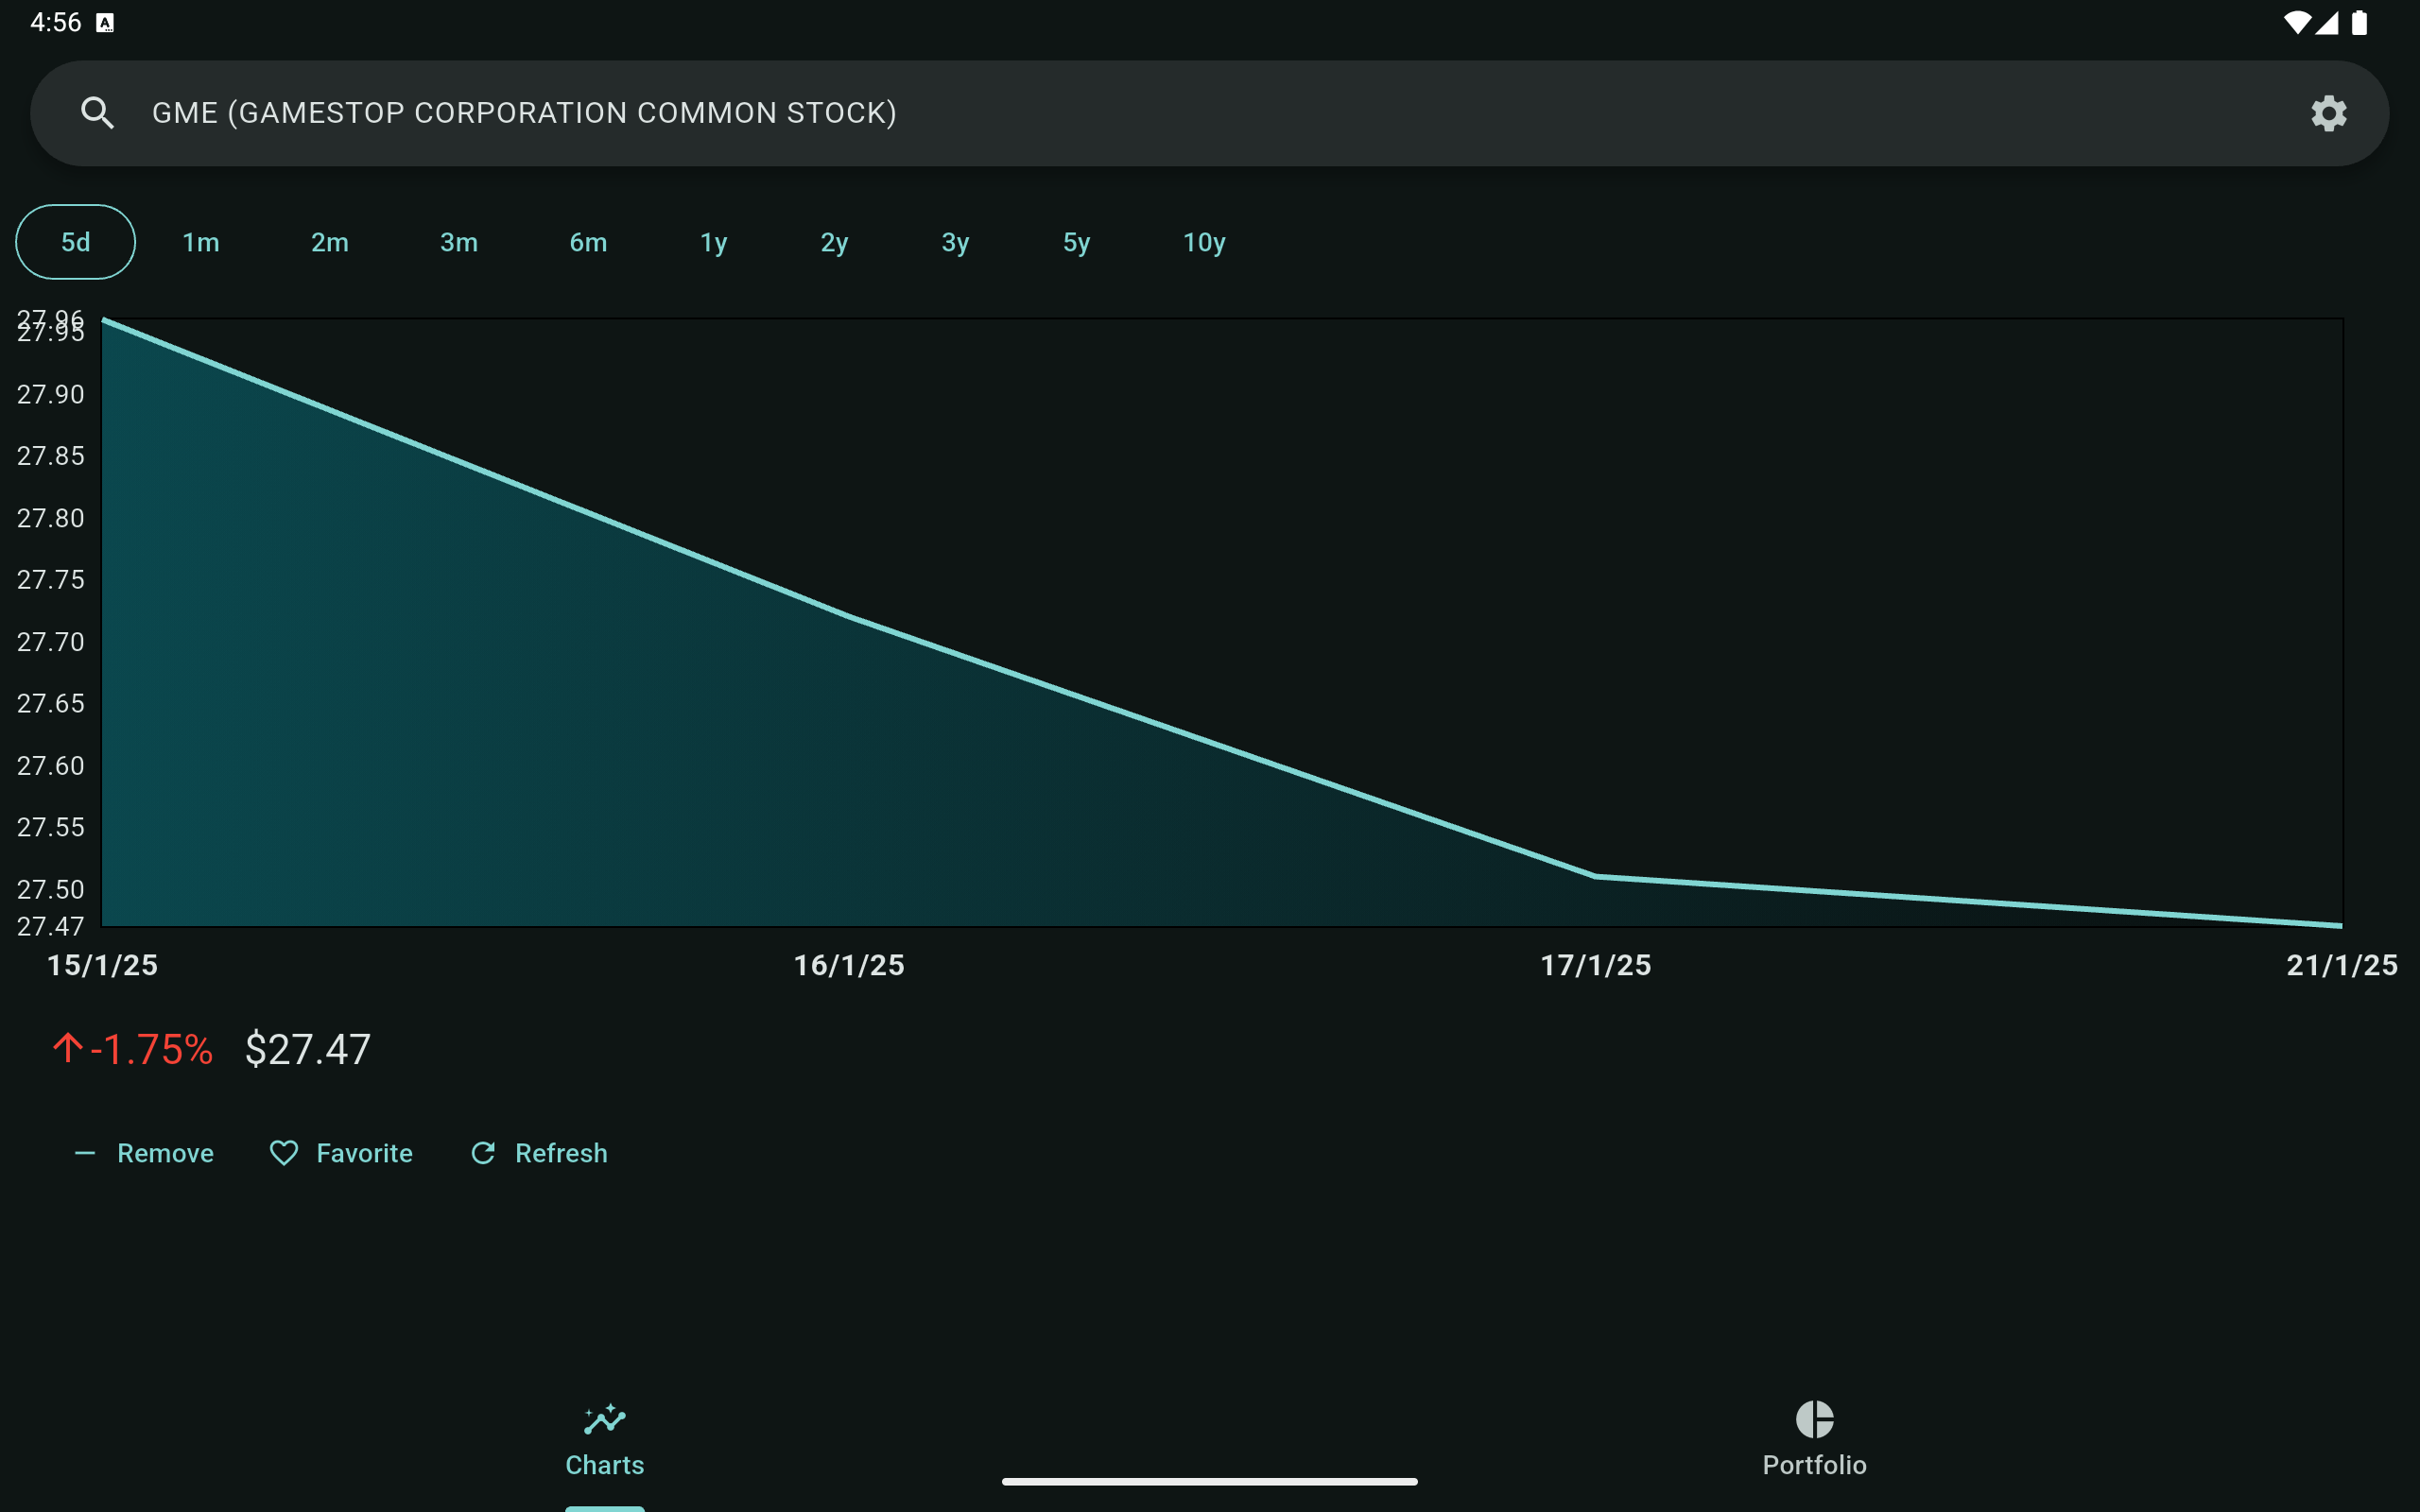 4:56
GME (GAMESTOP CORPORATION COMMON STOCK)
5d 1m 2m 3m 6m 1y 2y 3y 5y 10y
27.96
27.95
27.90
27.85
27.80
27.75
27.70
27.65
27.60
27.55
27.50
27.47
15/1/25 16/1/25 17/1/25 21/1/25
-1.75% $27.47
Remove Favorite Refresh
Charts Portfolio